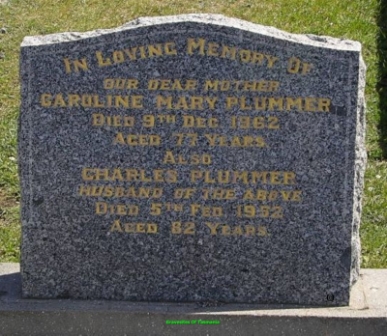 In Loving Memory Of
Our Dear Mother
Caroline Mary Plummer
Died 9th Dec. 1962
Aged 77 Years
Also
Charles Plummer
Husband of the Above
Died 5th Feb. 1952
Aged 82 Years